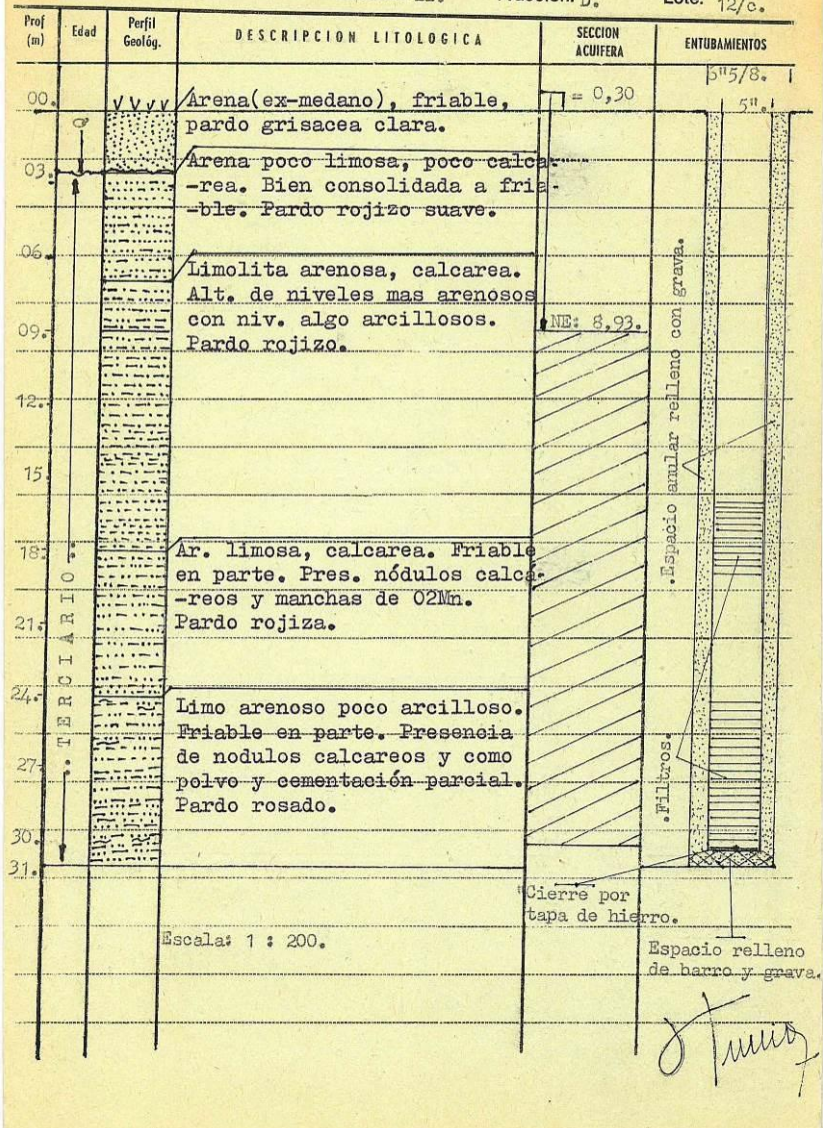 Fracción: D. Lote: 12/c.
Prof (m)
Edad
Perfil Geológ.
DESCRIPCION LITOLOGICA
SECCION ACUIFERA
ENTUBAMIENTOS
00.
03.
06.
09.
12.
15
18
21.
24.
27
30.
31.
Q
TERCIARIO
Arena(ex-medano), friable,
pardo grisacea clara.
Arena poco limosa, poco calca-
-rea. Bien consolidada a fria-
-ble. Pardo rojizo suave.
Limolita arenosa, calcarea.
Alt. de niveles mas arenosos
con niv. algo arcillosos.
Pardo rojizo.
Ar. limosa, calcarea. Friable
en parte. Pres. nódulos calcá-
-reos y manchas de O2Mn.
Pardo rojiza.
Limo arenoso poco arcilloso.
Friable en parte. Presencia
de nodulos calcareos y como
polvo y cementación parcial.
Pardo rosado.
= 0,30
NE: 8,93.
5/8.
5".
.Espacio anular relleno con grava.
.Filtros.
"Cierre por
tapa de hierro.
Espacio relleno
de barro y grava.
Escala: 1 : 200.